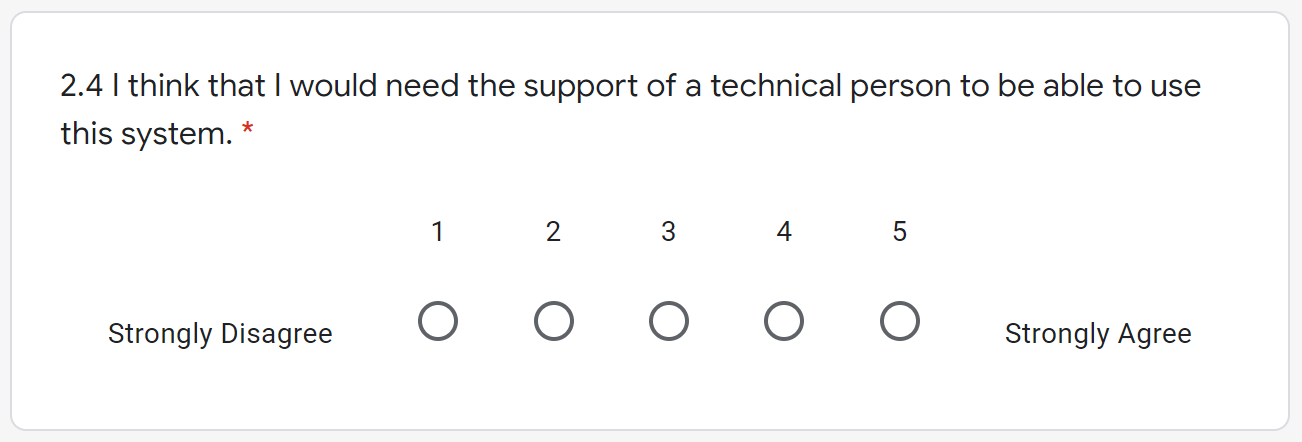 2.4 I think that I would need the support of a technical person to be able to use
this system. *
1 2 3 4 5
Strongly Disagree Strongly Agree